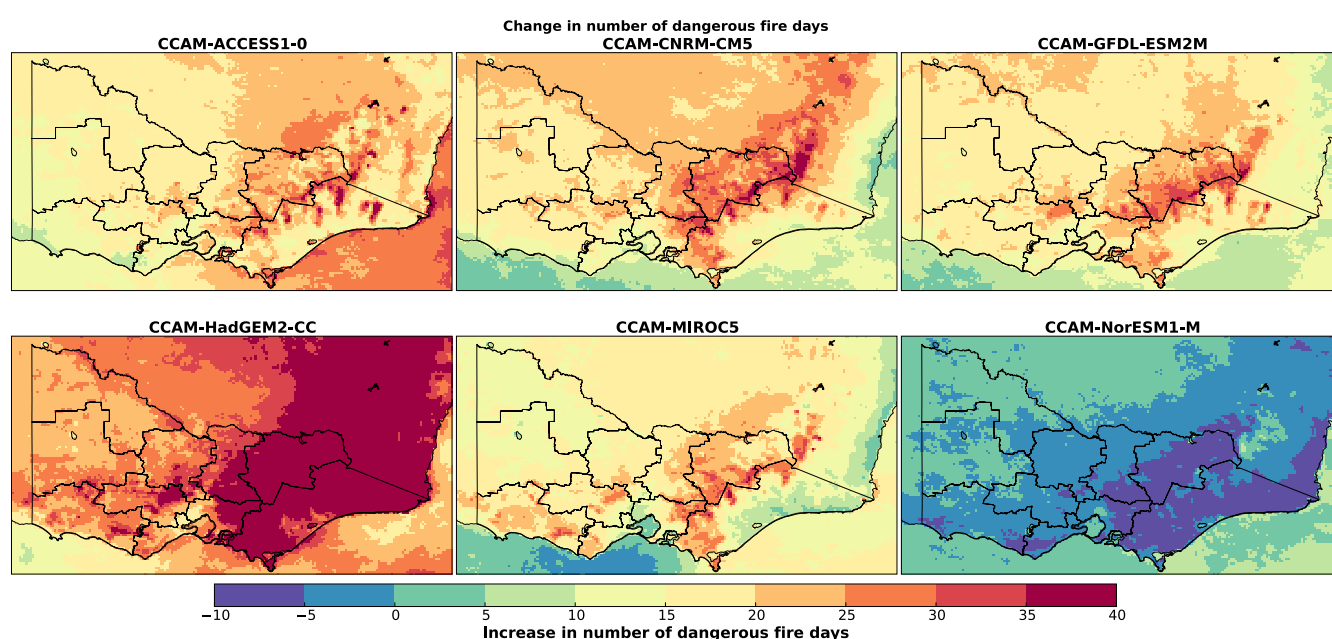 Change in number of dangerous fire days
CCAM-ACCESS1-0 CCAM-CNRM-CM5 CCAM-GFDL-ESM2M
CCAM-HadGEM2-CC CCAM-MIROC5 CCAM-NorESM1-M
−10 −5 0 5 10 15 20 25 30 35 40
Increase in number of dangerous fire days